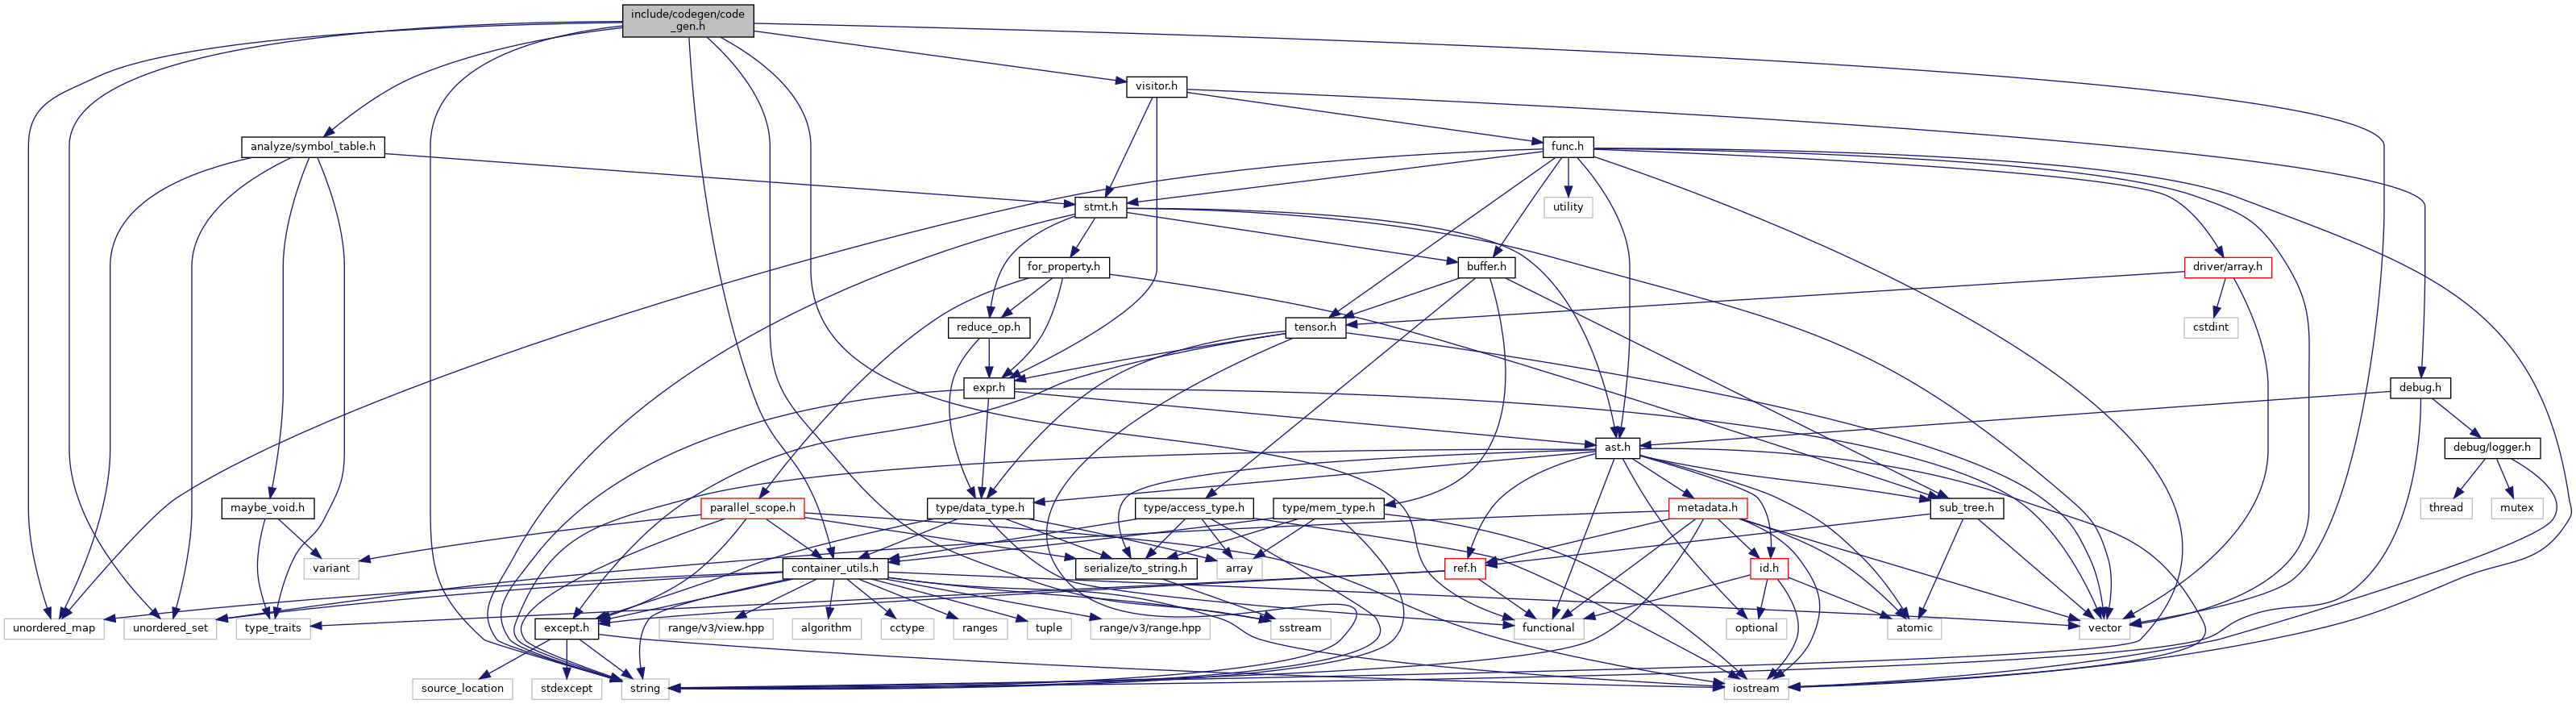 include/codegen/code
_gen.h
visitor.h
analyze/symbol_table.h
func.h
stmt.h
utility
for_property.h
buffer.h
driver/array.h
reduce_op.h
tensor.h
cstdint
expr.h
debug.h
ast.h
debug/logger.h
maybe_void.h
parallel_scope.h
type/data_type.h
type/access_type.h
type/mem_type.h
metadata.h
sub_tree.h
thread
mutex
variant
container_utils.h
serialize/to_string.h
array
ref.h
id.h
unordered_map
unordered_set
type_traits
except.h
range/v3/view.hpp
algorithm
cctype
ranges
tuple
range/v3/range.hpp
sstream
functional
optional
atomic
vector
source_location
stdexcept
string
iostream